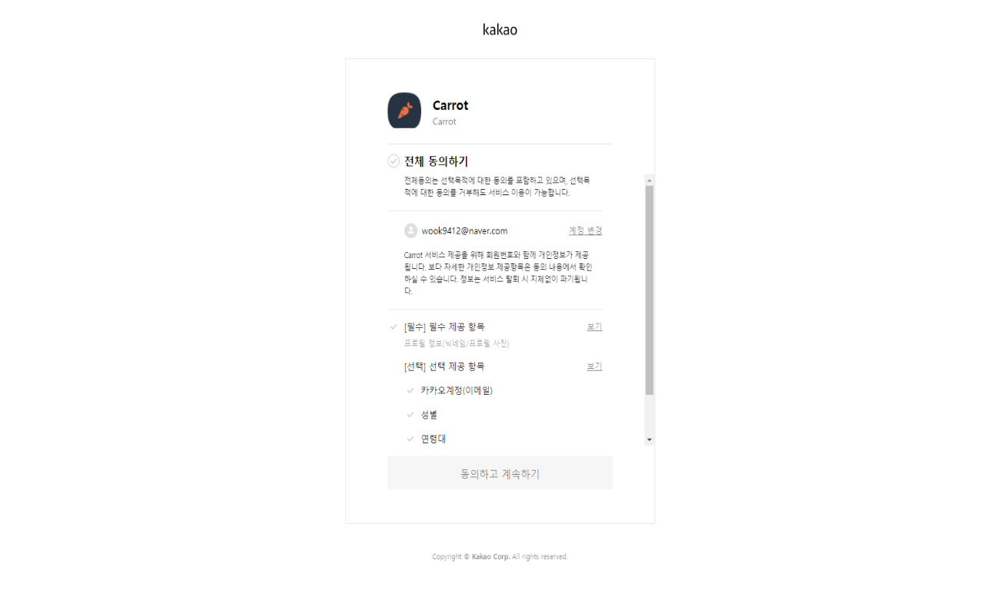 kakao
Carrot
Carrot
전체 동의하기
전체동의는 선택목적에 대한 동의를 포함하고 있으며, 선택목
적에 대한 동의를 거부해도 서비스 이용이 가능합니다.
wook9412@naver.com 계정 변경
Carrot 서비스 제공을 위해 회원번호와 함께 개인정보가 제공
됩니다. 보다 자세한 개인정보 제공항목은 동의 내용에서 확인
하실 수 있습니다. 정보는 서비스 탈퇴 시 지체없이 파기됩니
다.
[필수] 필수 제공 항목 보기
프로필 정보(닉네임/프로필 사진)
[선택] 선택 제공 항목 보기
카카오계정(이메일)
성별
연령대
동의하고 계속하기
Copyright © Kakao Corp. All rights reserved.